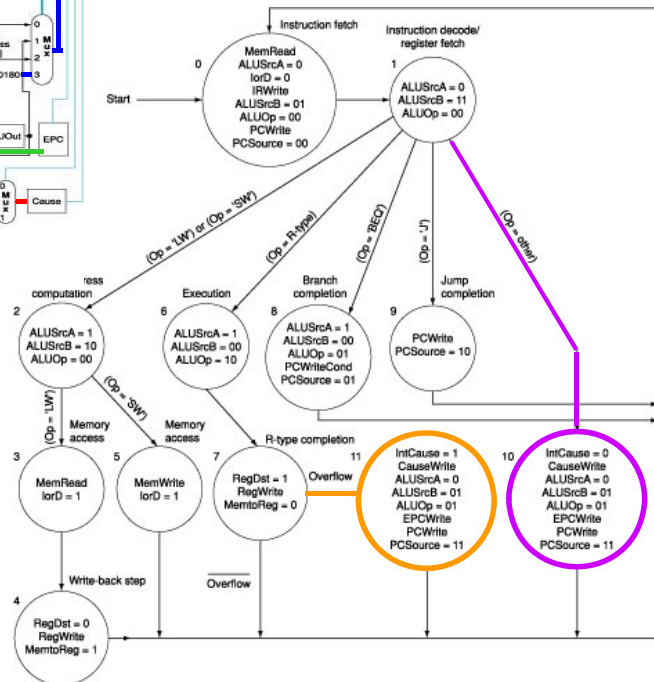 0
1
2
3
M
u
x
ss
0180
UOut
EPC
0
M
u
x
1
Cause
Instruction fetch
0
MemRead
ALUSrcA = 0
IorD = 0
IRWrite
ALUSrcB = 01
ALUOp = 00
PCWrite
PCSource = 00
Start
Instruction decode/
register fetch
1
ALUSrcA = 0
ALUSrcB = 11
ALUOp = 00
(Op = 'LW') or (Op = 'SW')
(Op = R-type)
(Op = 'BEQ')
(Op = 'J')
(Op = other)
ress
computation
2
ALUSrcA = 1
ALUSrcB = 10
ALUOp = 00
Execution
6
ALUSrcA = 1
ALUSrcB = 00
ALUOp = 10
Branch
completion
8
ALUSrcA = 1
ALUSrcB = 00
ALUOp = 01
PCWriteCond
PCSource = 01
Jump
completion
9
PCWrite
PCSource = 10
(Op = 'LW')
(Op = 'SW')
Memory
access
3
MemRead
IorD = 1
Memory
access
5
MemWrite
IorD = 1
R-type completion
7
RegDst = 1
RegWrite
MemtoReg = 0
Overflow
Overflow
11
IntCause = 1
CauseWrite
ALUSrcA = 0
ALUSrcB = 01
ALUOp = 01
EPCWrite
PCWrite
PCSource = 11
10
IntCause = 0
CauseWrite
ALUSrcA = 0
ALUSrcB = 01
ALUOp = 01
EPCWrite
PCWrite
PCSource = 11
Write-back step
4
RegDst = 0
RegWrite
MemtoReg = 1